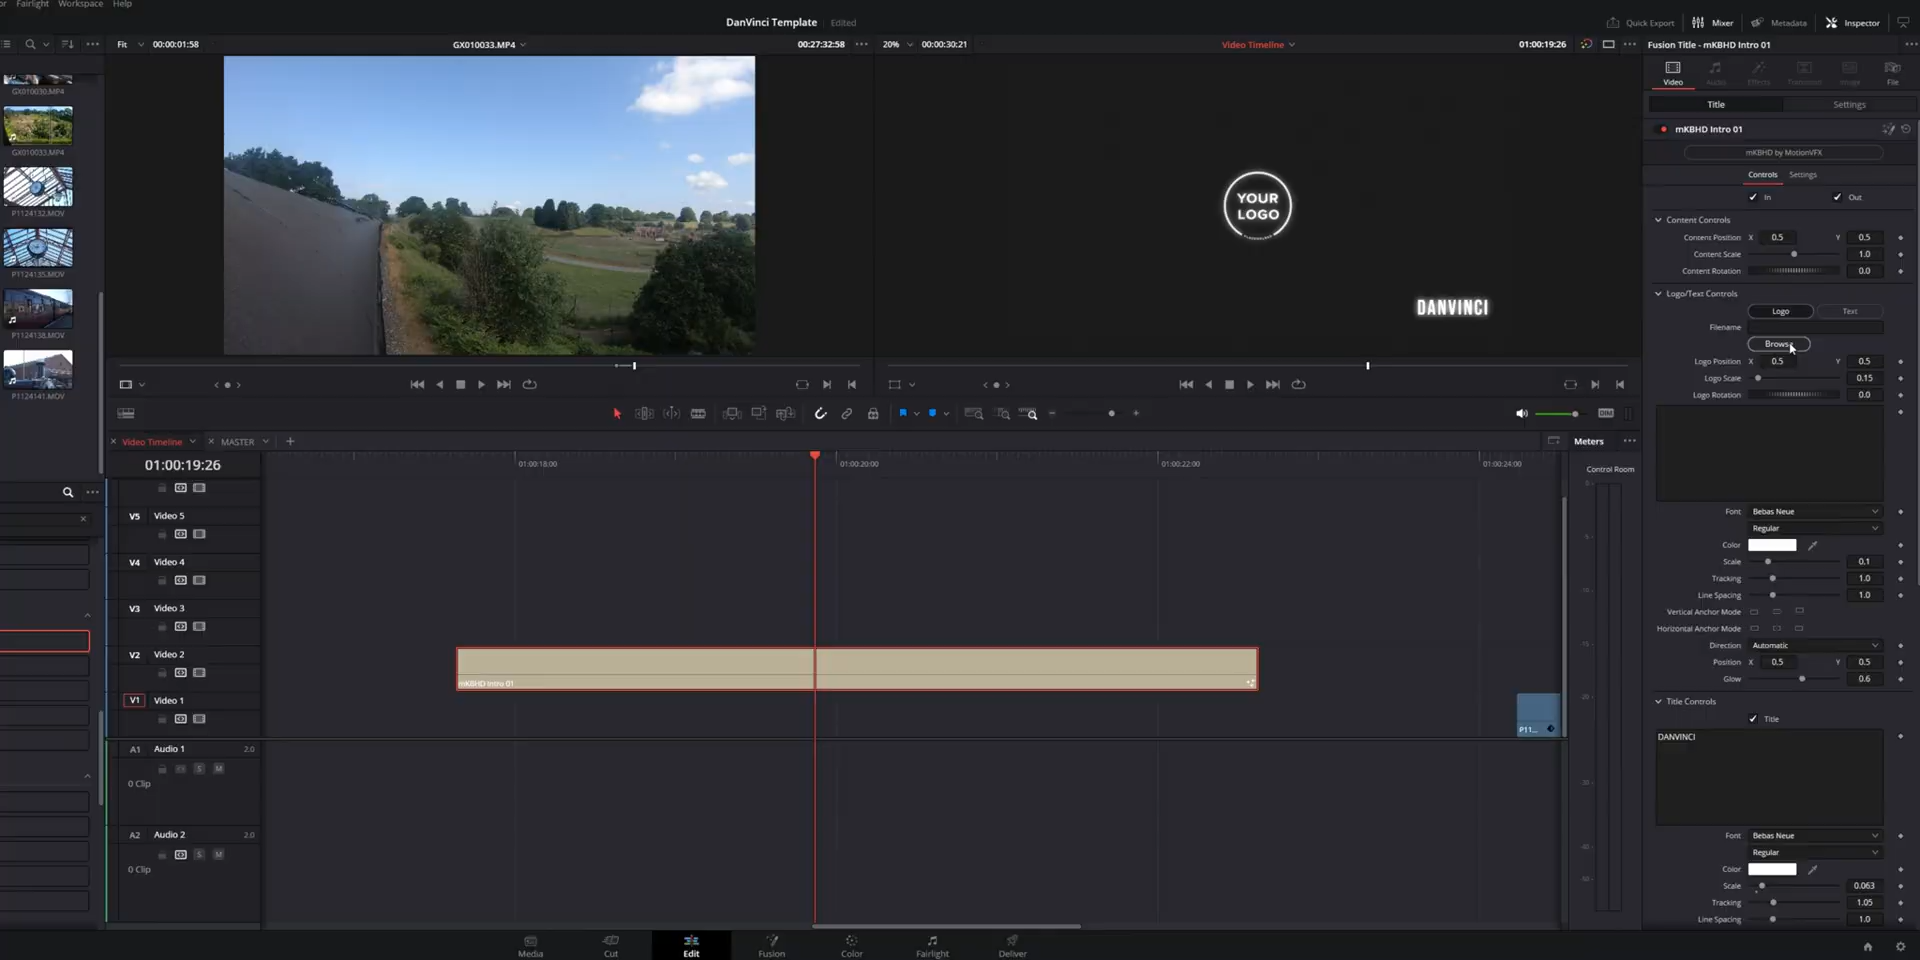 Fairlight Workspace Help
DanVinci Template Edited
Quick Export Mixer Metadata Inspector
Fit 00:00:01:58 GX010033.MP4 00:27:32:58
20% 00:00:30:21 Video Timeline 01:00:19:26
Fusion Title - mKBHD Intro 01
Video Audio Effects Transition Image File
Title Settings
GX010030.MP4
GX010033.MP4
P1124132.MOV
P1124135.MOV
P1124138.MOV
P1124141.MOV
YOUR
LOGO
DANVINCI
mKBHD Intro 01
mKBHD by MotionVFX
Controls Settings
In Out
Content Controls
Content Position X 0.5 Y 0.5
Content Scale 1.0
Content Rotation 0.0
Logo/Text Controls
Logo Text
Filename
Browse
Logo Position X 0.5 Y 0.5
Logo Scale 0.15
Logo Rotation 0.0
Font Bebas Neue
Regular
Color
Scale 0.1
Tracking 1.0
Line Spacing 1.0
Vertical Anchor Mode
Horizontal Anchor Mode
Direction Automatic
Position X 0.5 Y 0.5
Glow 0.6
Title Controls
Title
DANVINCI
Font Bebas Neue
Regular
Color
Scale 0.063
Tracking 1.05
Line Spacing 1.0
DIM
Video Timeline MASTER
Meters
Control Room
01:00:19:26
01:00:18:00 01:00:20:00 01:00:22:00 01:00:24:00
V5 Video 5
V4 Video 4
V3 Video 3
V2 Video 2
mKBHD Intro 01
V1 Video 1
P11...
A1 Audio 1 2.0
S M
0 Clip
A2 Audio 2 2.0
S M
0 Clip
Media Cut Edit Fusion Color Fairlight Deliver